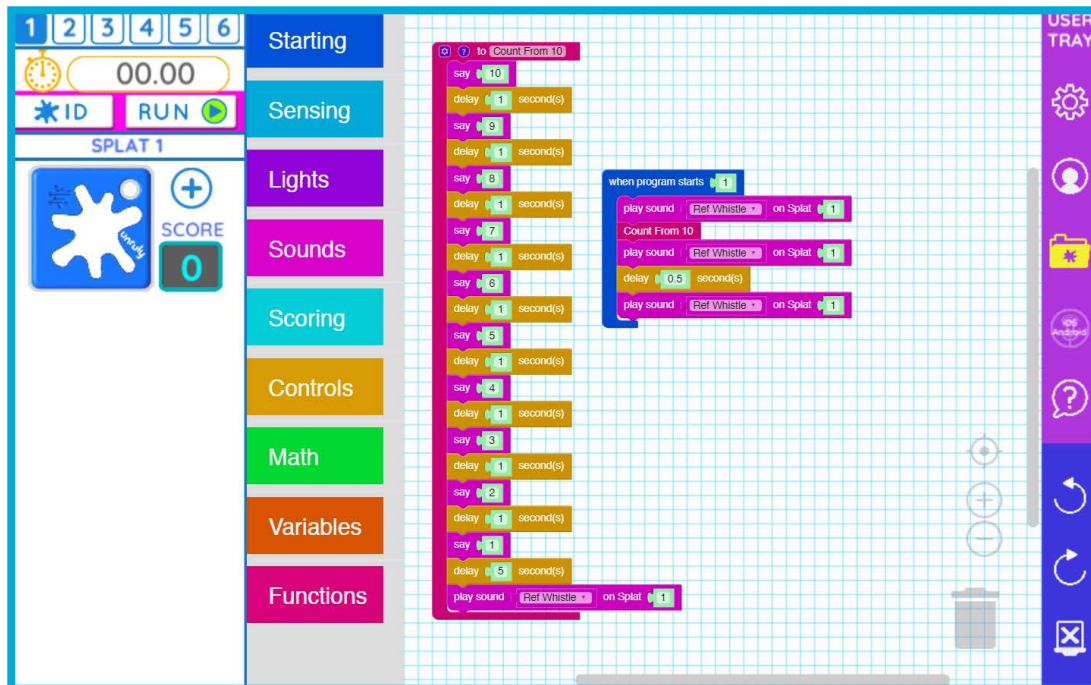 1 2 3 4 5 6
00.00
ID RUN
SPLAT 1
unruly
SCORE
0
Starting
Sensing
Lights
Sounds
Scoring
Controls
Math
Variables
Functions
? to Count From 10
say 10
delay 1 second(s)
say 9
delay 1 second(s)
say 8
delay 1 second(s)
say 7
delay 1 second(s)
say 6
delay 1 second(s)
say 5
delay 1 second(s)
say 4
delay 1 second(s)
say 3
delay 1 second(s)
say 2
delay 1 second(s)
say 1
delay 5 second(s)
play sound Ref Whistle on Splat 1
when program starts 1
play sound Ref Whistle on Splat 1
Count From 10
play sound Ref Whistle on Splat 1
delay 0.5 second(s)
play sound Ref Whistle on Splat 1
USER
TRAY
iOS
Android
?